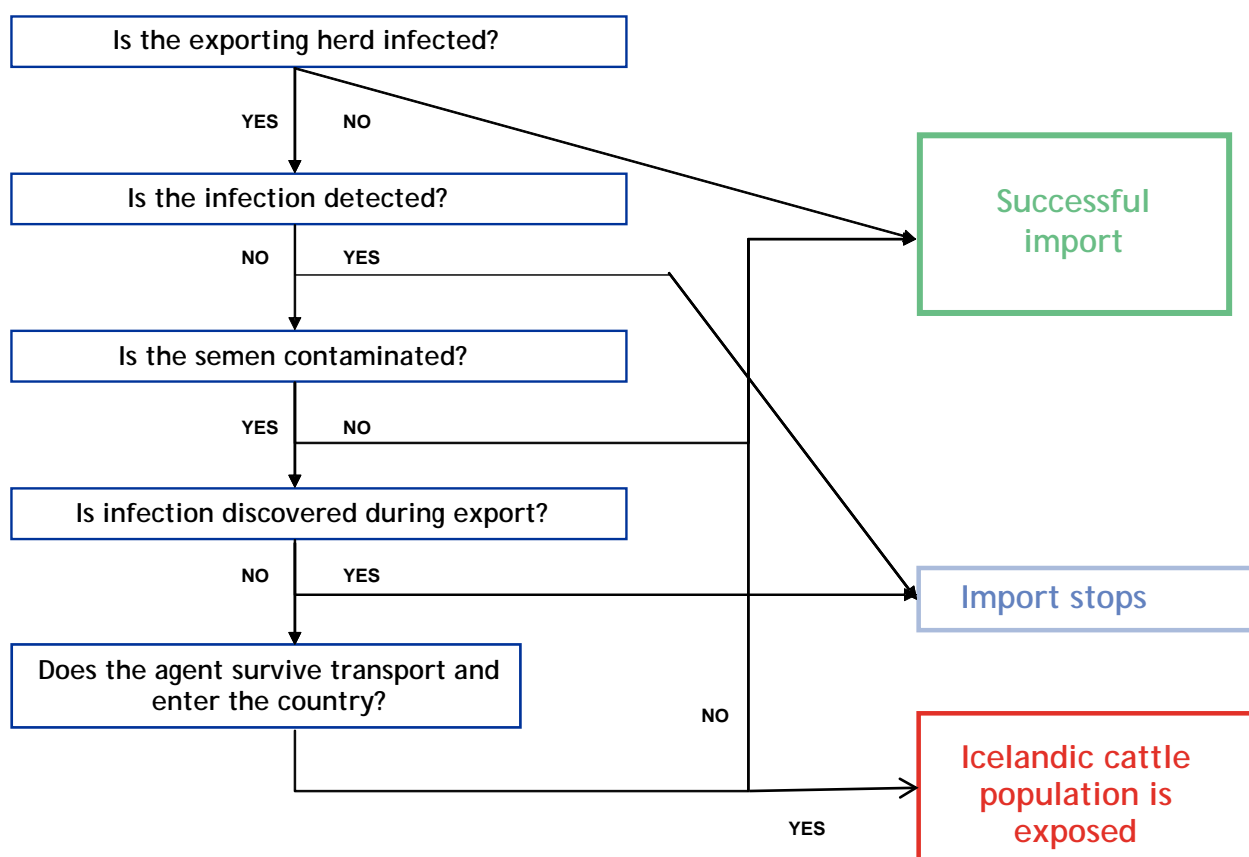 Is the exporting herd infected?
YES NO
Is the infection detected?
NO YES
Successful
import
Is the semen contaminated?
YES NO
Is infection discovered during export?
NO YES
Import stops
Does the agent survive transport and
enter the country?
NO
Icelandic cattle
population is
exposed
YES